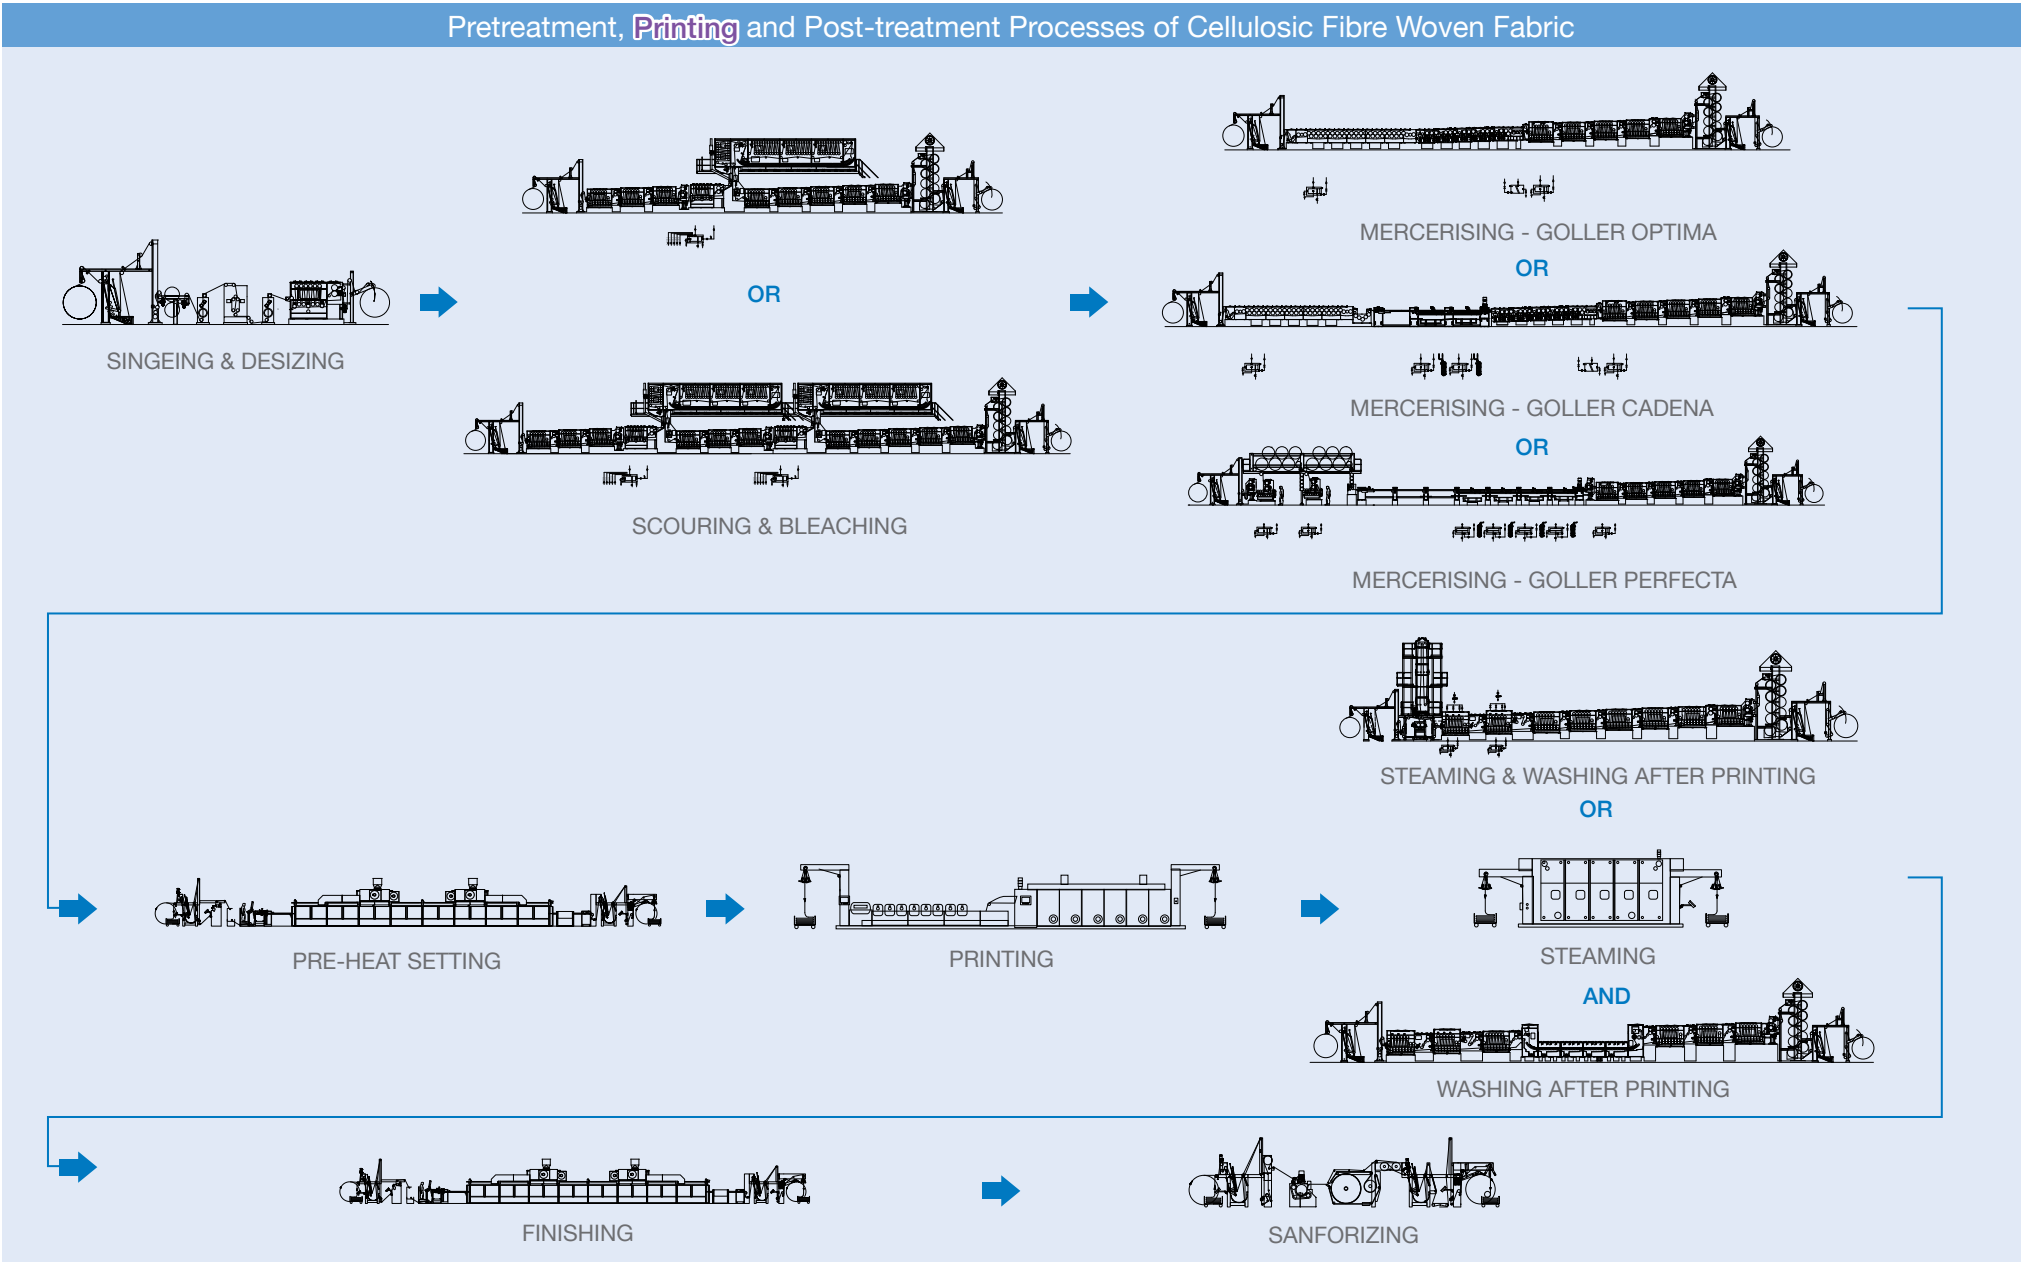 Pretreatment, Printing and Post-treatment Processes of Cellulosic Fibre Woven Fabric
SINGEING & DESIZING
OR
SCOURING & BLEACHING
MERCERISING - GOLLER OPTIMA
OR
MERCERISING - GOLLER CADENA
OR
MERCERISING - GOLLER PERFECTA
PRE-HEAT SETTING
PRINTING
STEAMING & WASHING AFTER PRINTING
OR
STEAMING
AND
WASHING AFTER PRINTING
FINISHING
SANFORIZING